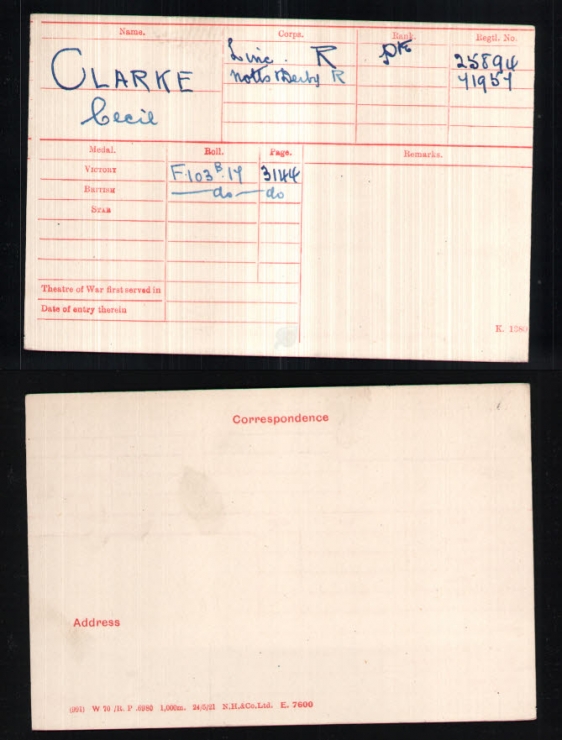 Name. Corps. Rank. Regtl. No.
CLARKE Linc. R Pte 25894
Notts & Derby R 71957
Cecil
Medal. Roll. Page. Remarks.
VICTORY F.103 B.17 3144
BRITISH do do
STAR
Theatre of War first served in
Date of entry therein
K. 1380
Correspondence
Address
W 70 /R. P .6980 1,000m. 24/5/21 N.H.&Co.Ltd. E. 7600